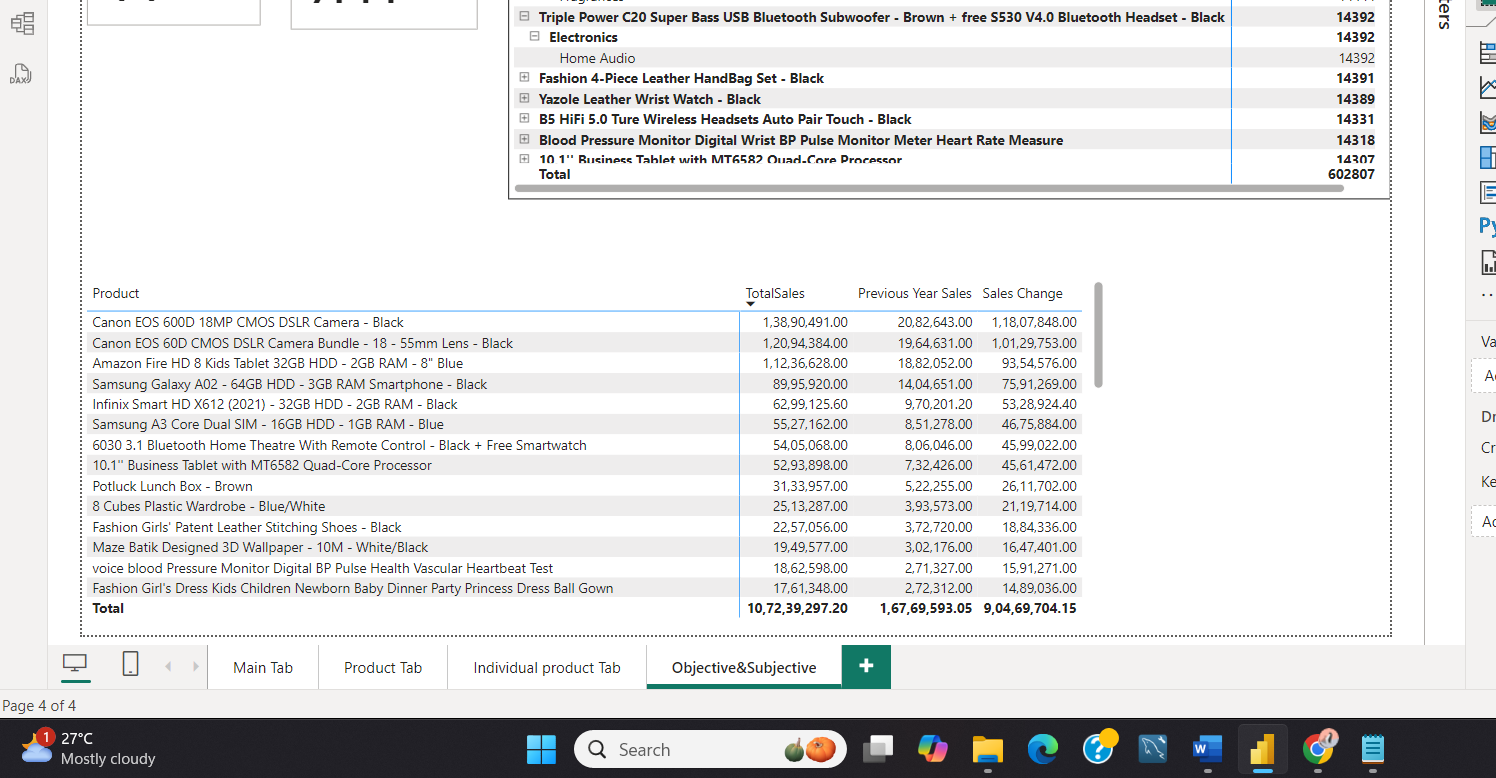 Triple Power C20 Super Bass USB Bluetooth Subwoofer - Brown + free S530 V4.0 Bluetooth Headset - Black 14392
Electronics 14392
Home Audio 14392
Fashion 4-Piece Leather HandBag Set - Black 14391
Yazole Leather Wrist Watch - Black 14389
B5 HiFi 5.0 Ture Wireless Headsets Auto Pair Touch - Black 14331
Blood Pressure Monitor Digital Wrist BP Pulse Monitor Meter Heart Rate Measure 14318
10.1'' Business Tablet with MT6582 Quad-Core Processor 14307
Total 602807
DAX
ters
Py
Product TotalSales Previous Year Sales Sales Change
Canon EOS 600D 18MP CMOS DSLR Camera - Black 1,38,90,491.00 20,82,643.00 1,18,07,848.00
Canon EOS 60D CMOS DSLR Camera Bundle - 18 - 55mm Lens - Black 1,20,94,384.00 19,64,631.00 1,01,29,753.00
Amazon Fire HD 8 Kids Tablet 32GB HDD - 2GB RAM - 8" Blue 1,12,36,628.00 18,82,052.00 93,54,576.00
Samsung Galaxy A02 - 64GB HDD - 3GB RAM Smartphone - Black 89,95,920.00 14,04,651.00 75,91,269.00
Infinix Smart HD X612 (2021) - 32GB HDD - 2GB RAM - Black 62,99,125.60 9,70,201.20 53,28,924.40
Samsung A3 Core Dual SIM - 16GB HDD - 1GB RAM - Blue 55,27,162.00 8,51,278.00 46,75,884.00
6030 3.1 Bluetooth Home Theatre With Remote Control - Black + Free Smartwatch 54,05,068.00 8,06,046.00 45,99,022.00
10.1'' Business Tablet with MT6582 Quad-Core Processor 52,93,898.00 7,32,426.00 45,61,472.00
Potluck Lunch Box - Brown 31,33,957.00 5,22,255.00 26,11,702.00
8 Cubes Plastic Wardrobe - Blue/White 25,13,287.00 3,93,573.00 21,19,714.00
Fashion Girls' Patent Leather Stitching Shoes - Black 22,57,056.00 3,72,720.00 18,84,336.00
Maze Batik Designed 3D Wallpaper - 10M - White/Black 19,49,577.00 3,02,176.00 16,47,401.00
voice blood Pressure Monitor Digital BP Pulse Health Vascular Heartbeat Test 18,62,598.00 2,71,327.00 15,91,271.00
Fashion Girl's Dress Kids Children Newborn Baby Dinner Party Princess Dress Ball Gown 17,61,348.00 2,72,312.00 14,89,036.00
Total 10,72,39,297.20 1,67,69,593.05 9,04,69,704.15
Va
Ac
Dr
Cr
Ke
Ac
Main Tab Product Tab Individual product Tab Objective&Subjective +
Page 4 of 4
1
27°C
Mostly cloudy
Search